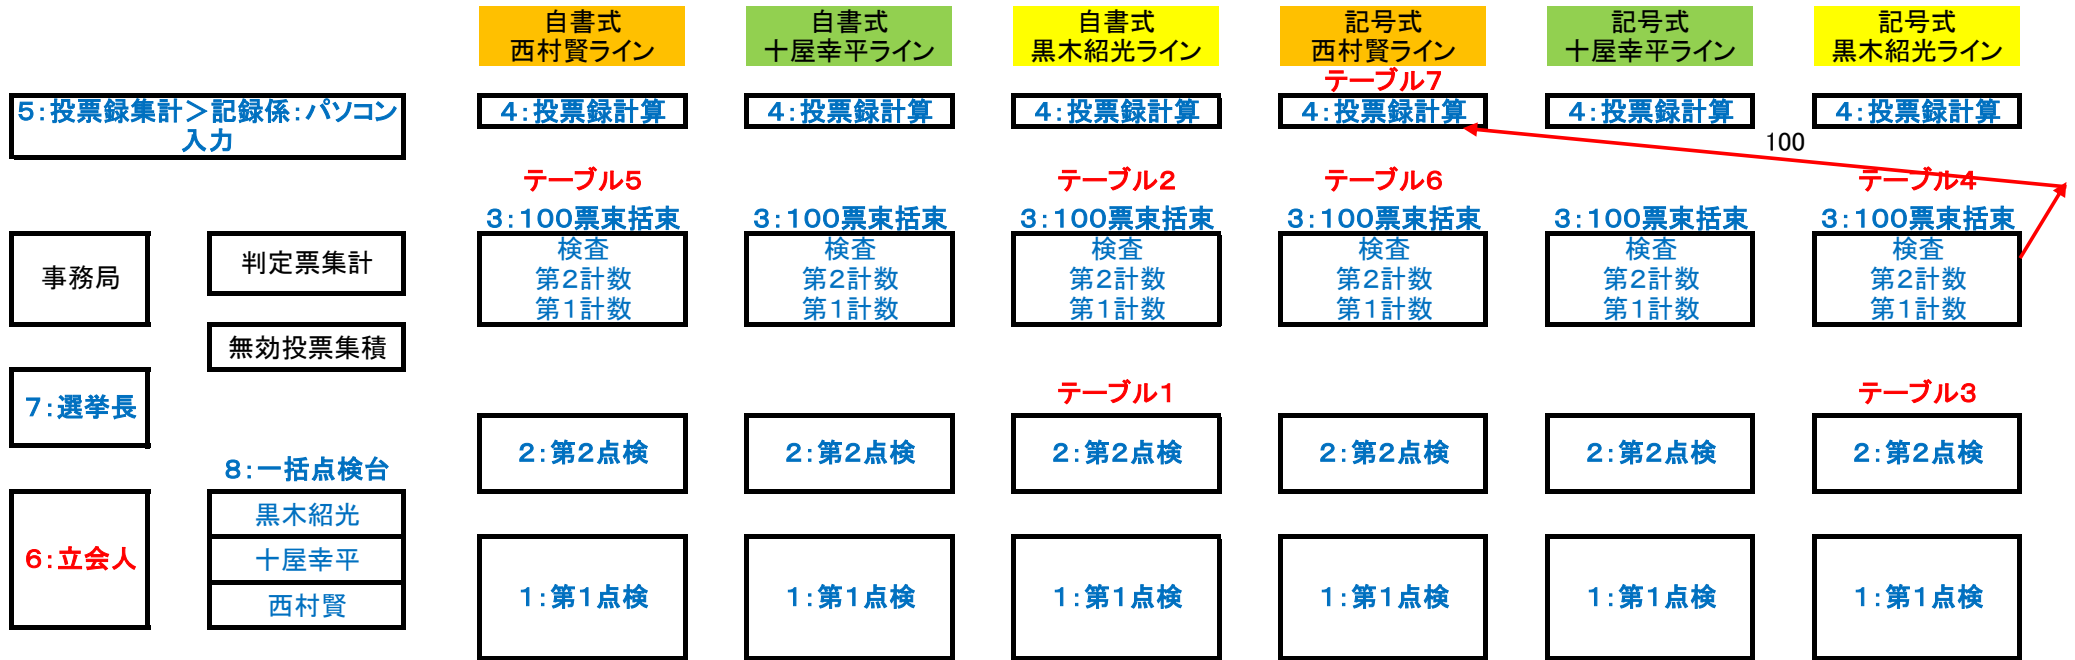 自書式
西村賢ライン
自書式
十屋幸平ライン
自書式
黒木紹光ライン
記号式
西村賢ライン
記号式
十屋幸平ライン
記号式
黒木紹光ライン
テーブル7
5:投票録集計>記録係:パソコン
入力
4:投票録計算
4:投票録計算
4:投票録計算
4:投票録計算
4:投票録計算
4:投票録計算
100
テーブル5
テーブル2
テーブル6
テーブル4
3:100票束括束
3:100票束括束
3:100票束括束
3:100票束括束
3:100票束括束
3:100票束括束
事務局
判定票集計
検査
第2計数
第1計数
検査
第2計数
第1計数
検査
第2計数
第1計数
検査
第2計数
第1計数
検査
第2計数
第1計数
検査
第2計数
第1計数
無効投票集積
7:選挙長
テーブル1
テーブル3
2:第2点検
2:第2点検
2:第2点検
2:第2点検
2:第2点検
2:第2点検
8:一括点検台
黒木紹光
十屋幸平
西村賢
6:立会人
1:第1点検
1:第1点検
1:第1点検
1:第1点検
1:第1点検
1:第1点検